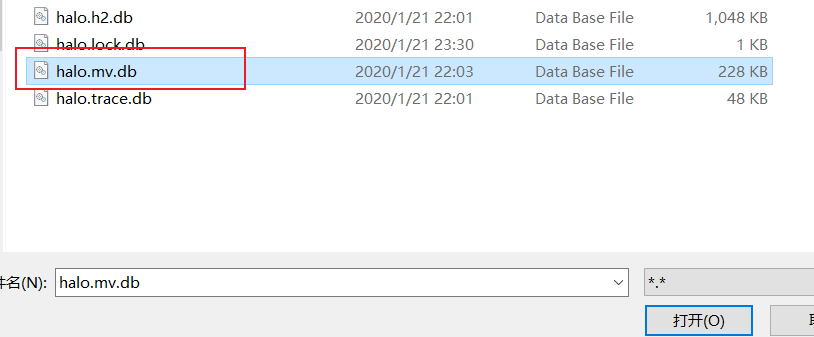 halo.h2.db 2020/1/21 22:01 Data Base File 1,048 KB
halo.lock.db 2020/1/21 23:30 Data Base File 1 KB
halo.mv.db 2020/1/21 22:03 Data Base File 228 KB
halo.trace.db 2020/1/21 22:01 Data Base File 48 KB
件名(N): halo.mv.db *.*
打开(O)